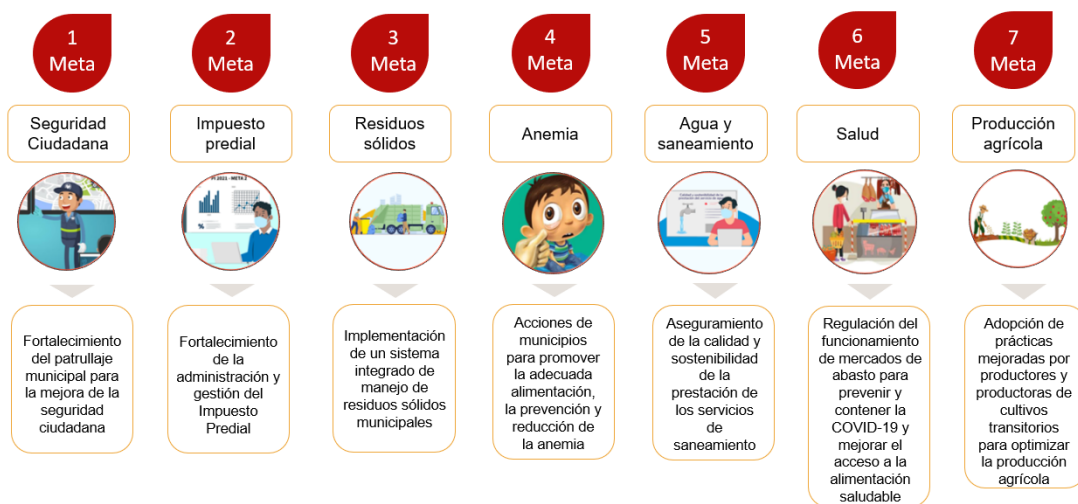 1
Meta
2
Meta
3
Meta
4
Meta
5
Meta
6
Meta
7
Meta
Seguridad
Ciudadana
Impuesto
predial
Residuos
sólidos
Anemia
Agua y
saneamiento
Salud
Producción
agrícola
PI 2021 - META 2
Fortalecimiento
del patrullaje
municipal para
la mejora de la
seguridad
ciudadana
Fortalecimiento
de la
administración y
gestión del
Impuesto
Predial
Implementación
de un sistema
integrado de
manejo de
residuos sólidos
municipales
Acciones de
municipios
para promover
la adecuada
alimentación,
la prevención y
reducción de
la anemia
Aseguramiento
de la calidad y
sostenibilidad
de la
prestación de
los servicios
de
saneamiento
Regulación del
funcionamiento
de mercados de
abasto para
prevenir y
contener la
COVID-19 y
mejorar el
acceso a la
alimentación
saludable
Adopción de
prácticas
mejoradas por
productores y
productoras de
cultivos
transitorios
para optimizar
la producción
agrícola